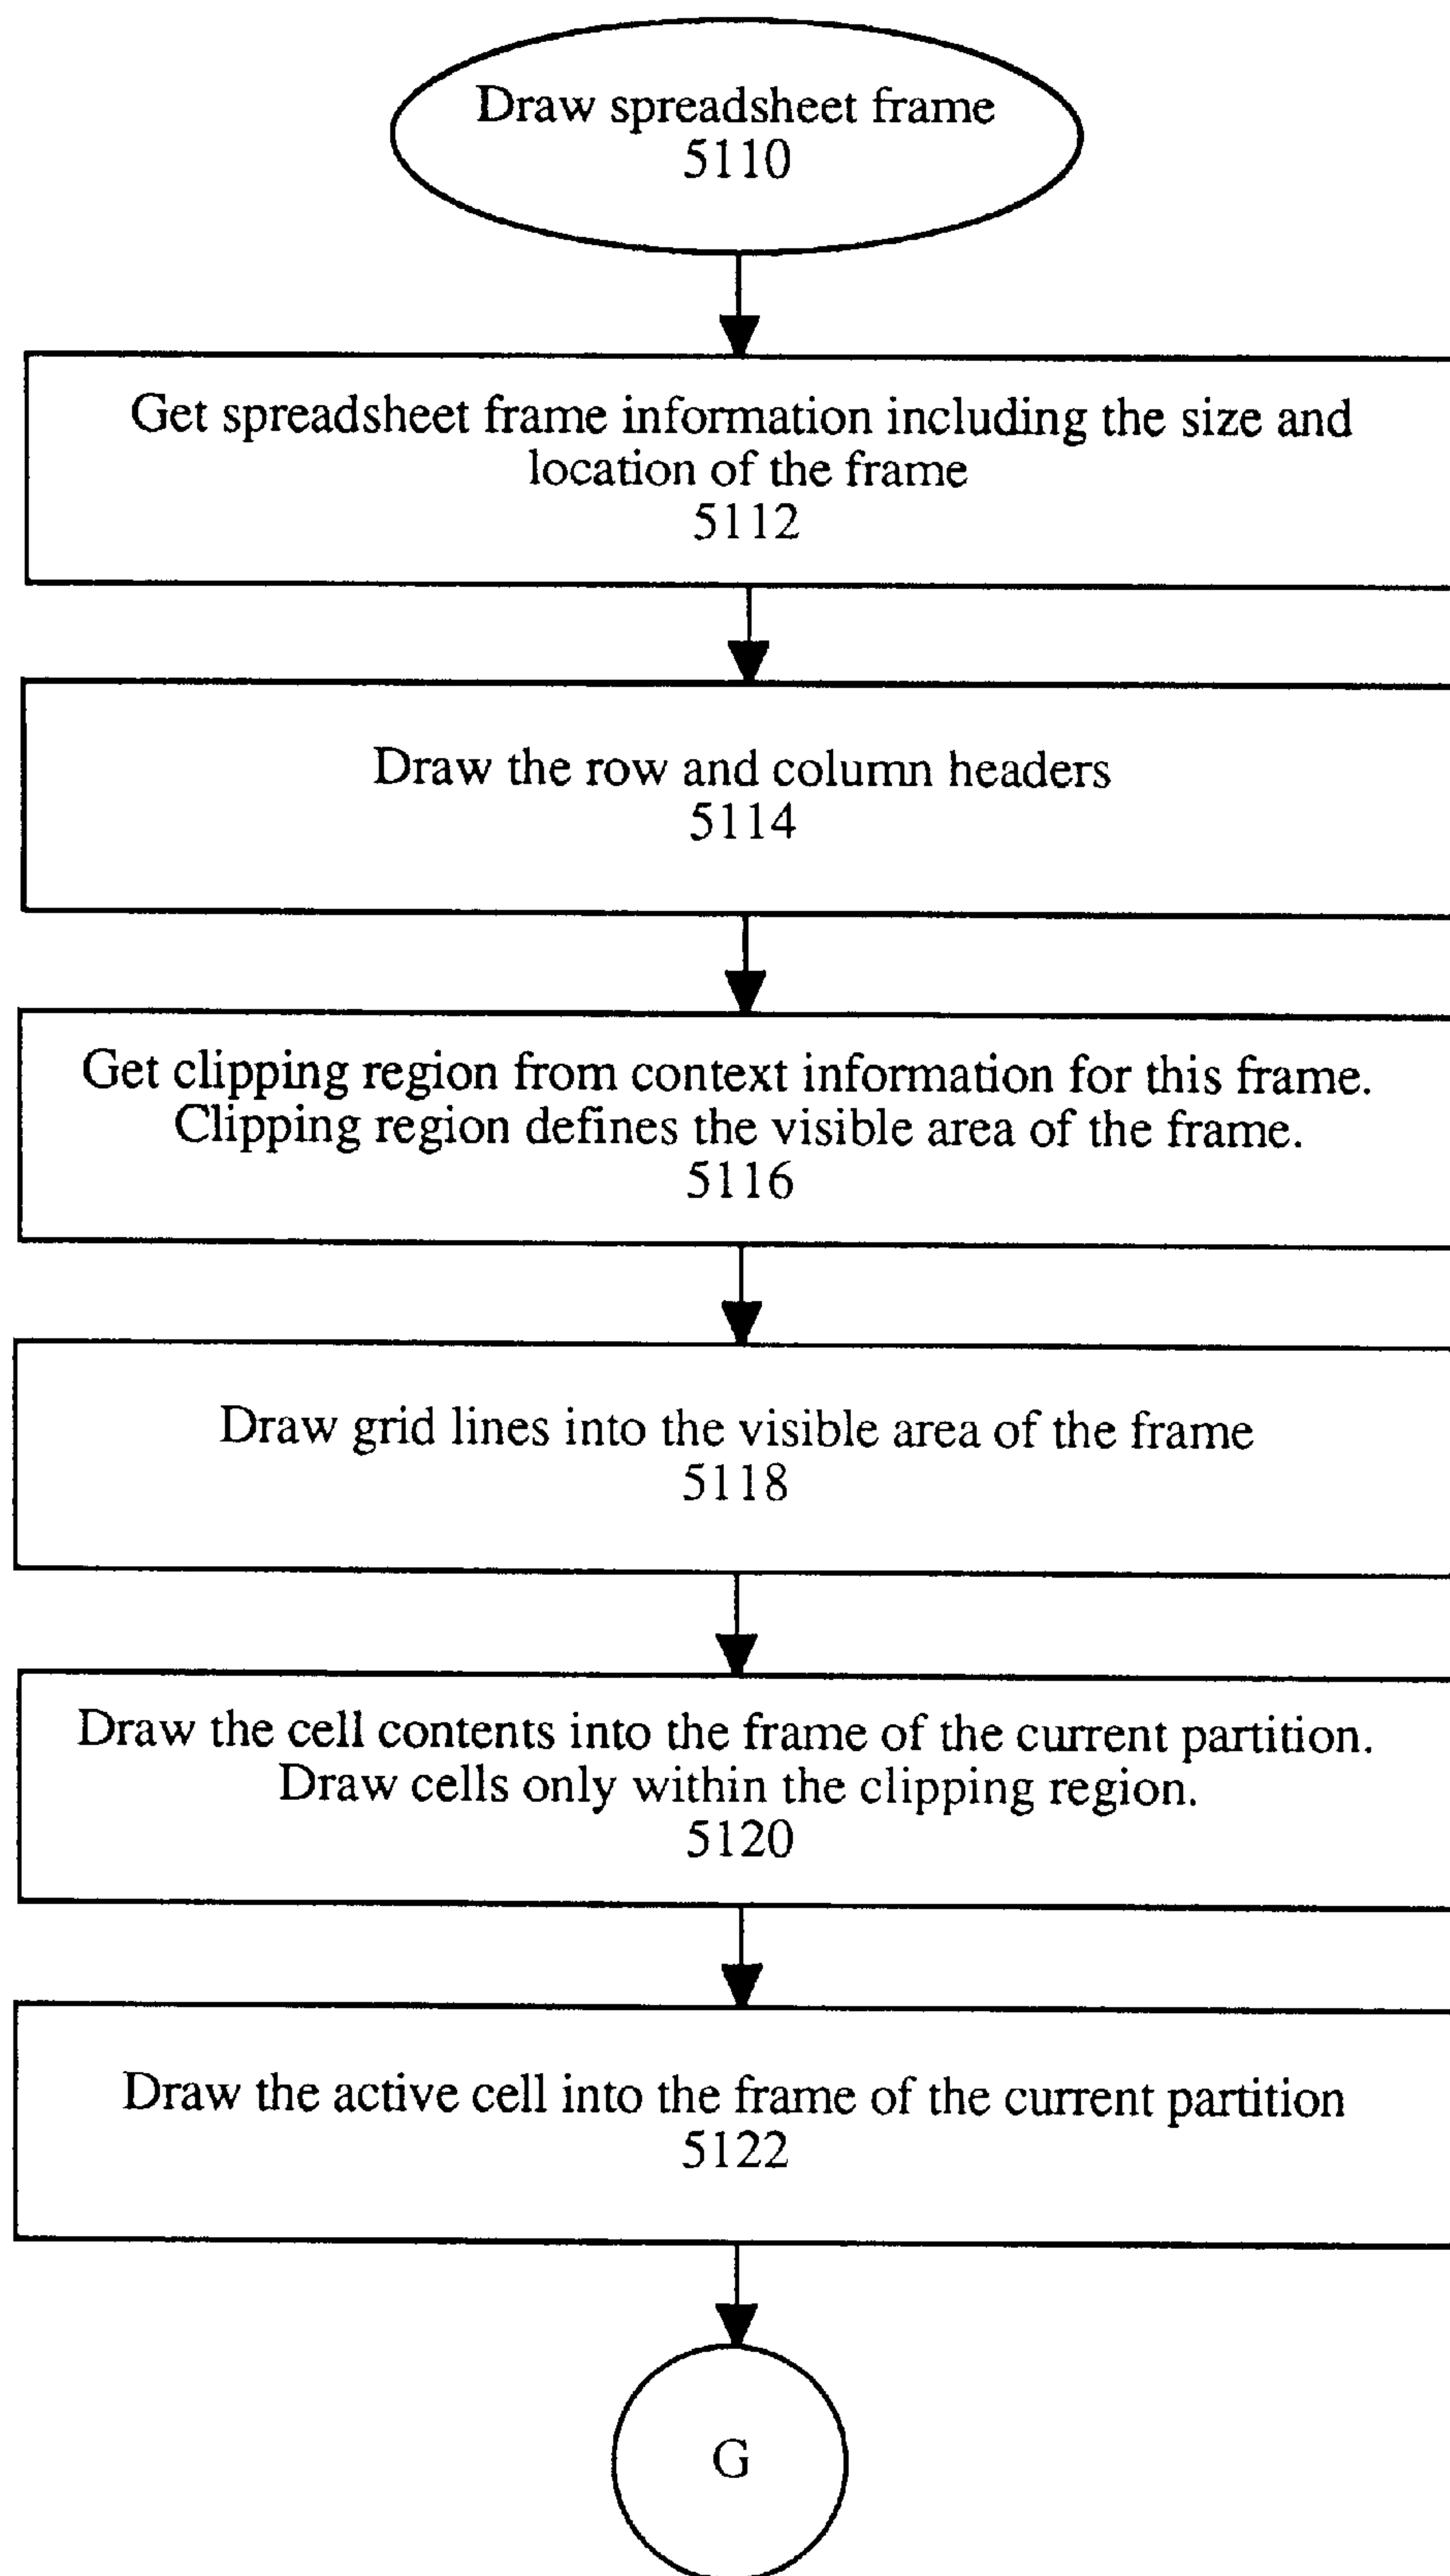 Draw spreadsheet frame
5110
Get spreadsheet frame information including the size and
location of the frame
5112
Draw the row and column headers
5114
Get clipping region from context information for this frame.
Clipping region defines the visible area of the frame.
5116
Draw grid lines into the visible area of the frame
5118
Draw the cell contents into the frame of the current partition.
Draw cells only within the clipping region.
5120
Draw the active cell into the frame of the current partition
5122
G